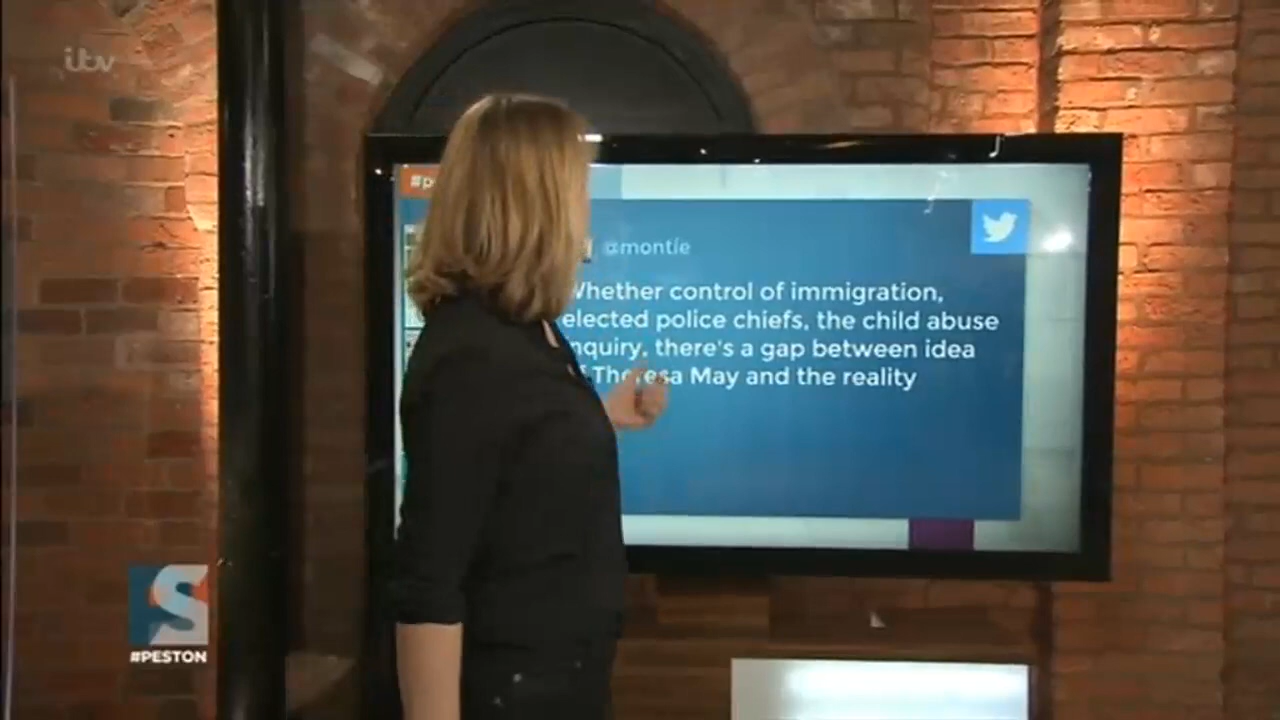 itv
@montie
Whether control of immigration,
elected police chiefs, the child abuse
nquiry, there's a gap between idea
Theresa May and the reality
#PESTON